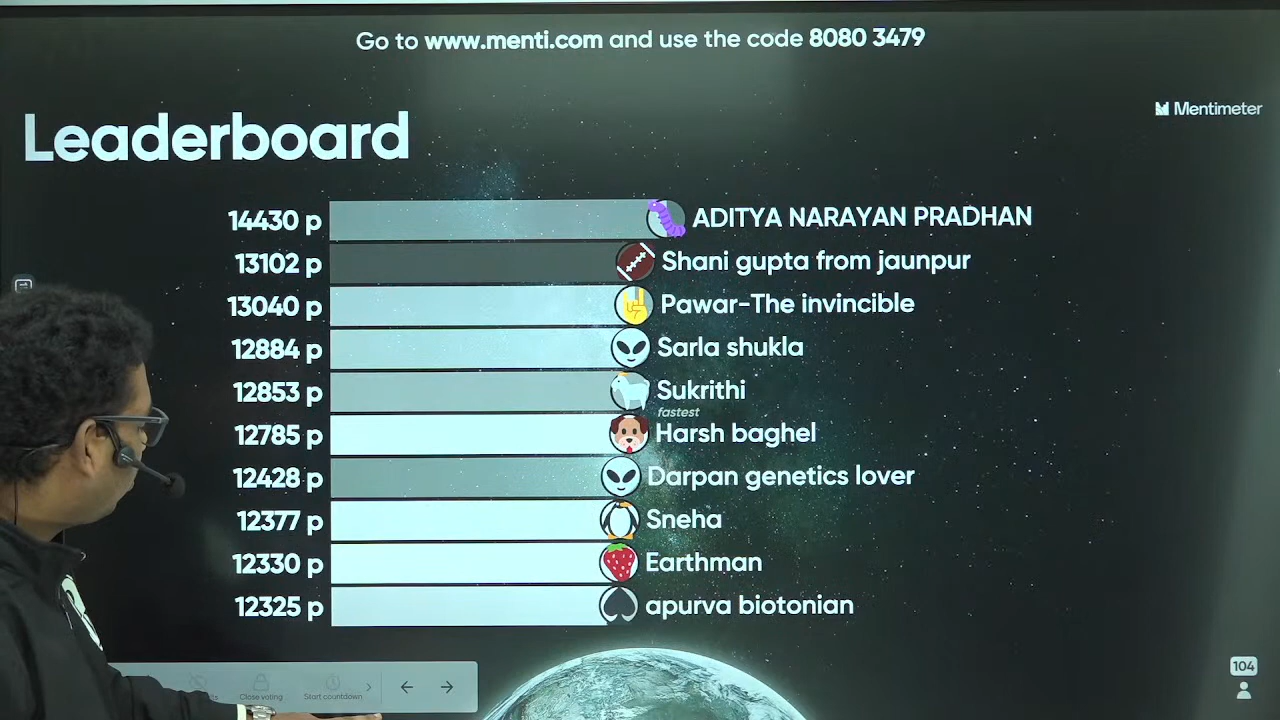 Go to www.menti.com and use the code 8080 3479
Mentimeter
Leaderboard
14430 p ADITYA NARAYAN PRADHAN
13102 p Shani gupta from jaunpur
13040 p Pawar-The invincible
12884 p Sarla shukla
12853 p Sukrithi
fastest
12785 p Harsh baghel
12428 p Darpan genetics lover
12377 p Sneha
12330 p Earthman
12325 p apurva biotonian
104
Close voting Start countdown